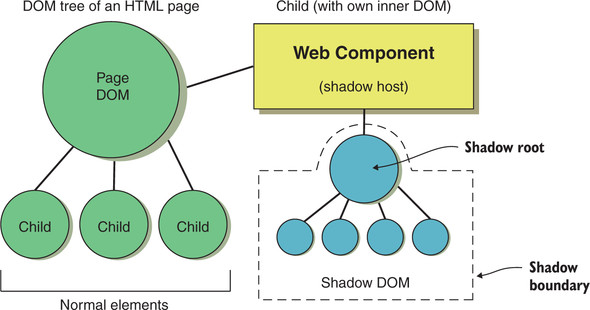 DOM tree of an HTML page
Child (with own inner DOM)
Page
DOM
Web Component
(shadow host)
Shadow root
Child
Child
Child
Shadow DOM
Shadow
boundary
Normal elements